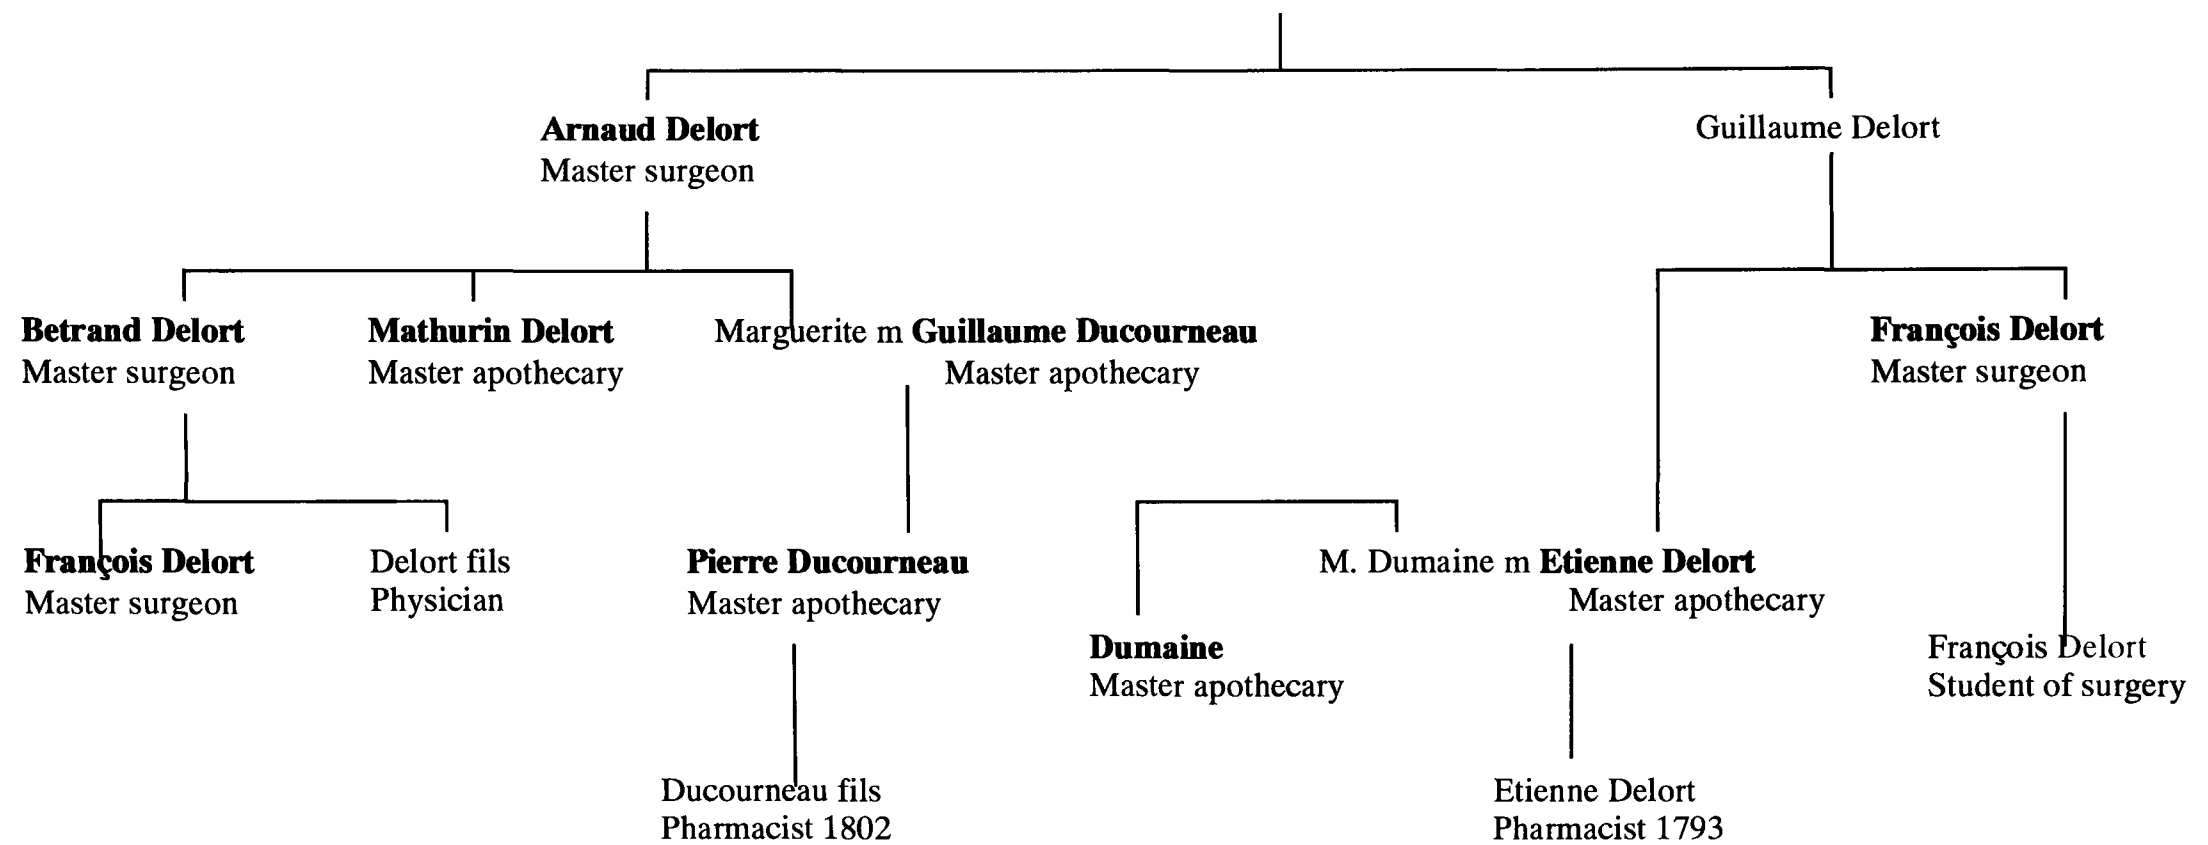 Arnaud Delort
Master surgeon
Guillaume Delort
Betrand Delort
Master surgeon
Mathurin Delort
Master apothecary
Marguerite m Guillaume Ducourneau
Master apothecary
François Delort
Master surgeon
François Delort
Master surgeon
Delort fils
Physician
Pierre Ducourneau
Master apothecary
M. Dumaine m Etienne Delort
Master apothecary
Dumaine
Master apothecary
François Delort
Student of surgery
Ducourneau fils
Pharmacist 1802
Etienne Delort
Pharmacist 1793